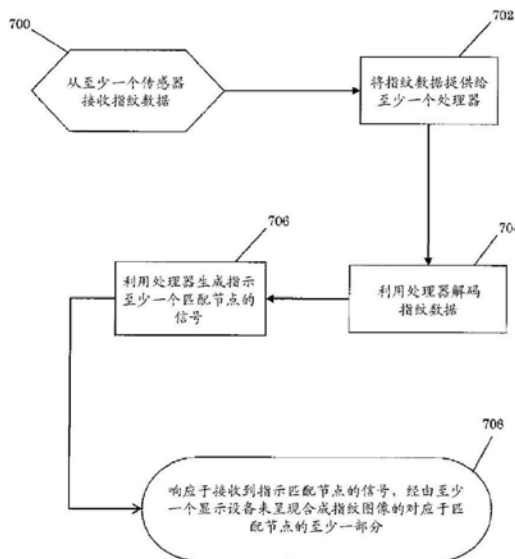 700
从至少一个传感器
接收指纹数据
702
将指纹数据提供给
至少一个处理器
704
利用处理器解码
指纹数据
706
利用处理器生成指示
至少一个匹配节点的
信号
708
响应于接收到指示匹配节点的信号，经由至少
一个显示设备来呈现合成指纹图像的对应于匹
配节点的至少一部分